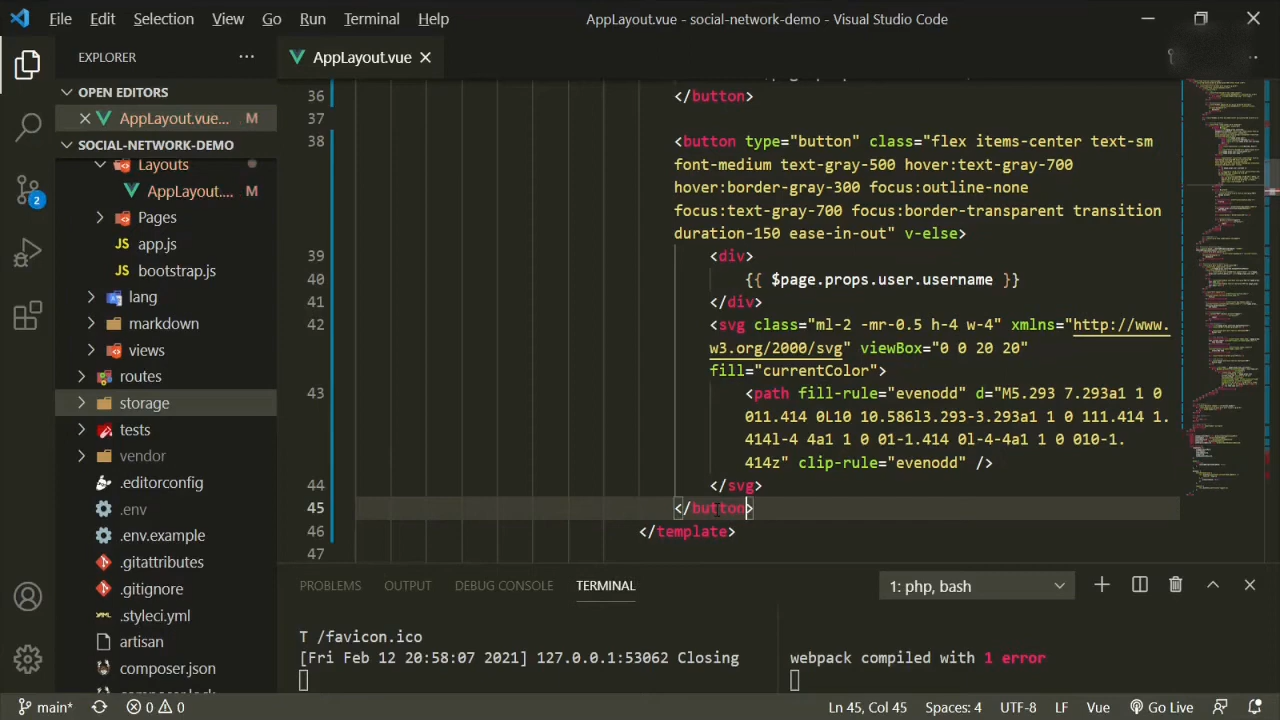 File Edit Selection View Go Run Terminal Help AppLayout.vue - social-network-demo - Visual Studio Code
EXPLORER
OPEN EDITORS
AppLayout.vue... M
SOCIAL-NETWORK-DEMO
Layouts
AppLayout... M
Pages
app.js
bootstrap.js
lang
markdown
views
routes
storage
tests
vendor
.editorconfig
.env
.env.example
.gitattributes
.gitignore
.styleci.yml
artisan
composer.json
2
AppLayout.vue
36 </button>
37
38 <button type="button" class="flex items-center text-sm
font-medium text-gray-500 hover:text-gray-700
hover:border-gray-300 focus:outline-none
focus:text-gray-700 focus:border-transparent transition
duration-150 ease-in-out" v-else>
39 <div>
40 {{ $page.props.user.username }}
41 </div>
42 <svg class="ml-2 -mr-0.5 h-4 w-4" xmlns="http://www.
w3.org/2000/svg" viewBox="0 0 20 20"
fill="currentColor">
43 <path fill-rule="evenodd" d="M5.293 7.293a1 1 0
011.414 0L10 10.586l3.293-3.293a1 1 0 111.414 1.
414l-4 4a1 1 0 01-1.414 0l-4-4a1 1 0 010-1.
414z" clip-rule="evenodd" />
44 </svg>
45 </button>
46 </template>
47
PROBLEMS OUTPUT DEBUG CONSOLE TERMINAL 1: php, bash
T /favicon.ico
[Fri Feb 12 20:58:07 2021] 127.0.0.1:53062 Closing
webpack compiled with 1 error
main* 0 0 Ln 45, Col 45 Spaces: 4 UTF-8 LF Vue Go Live